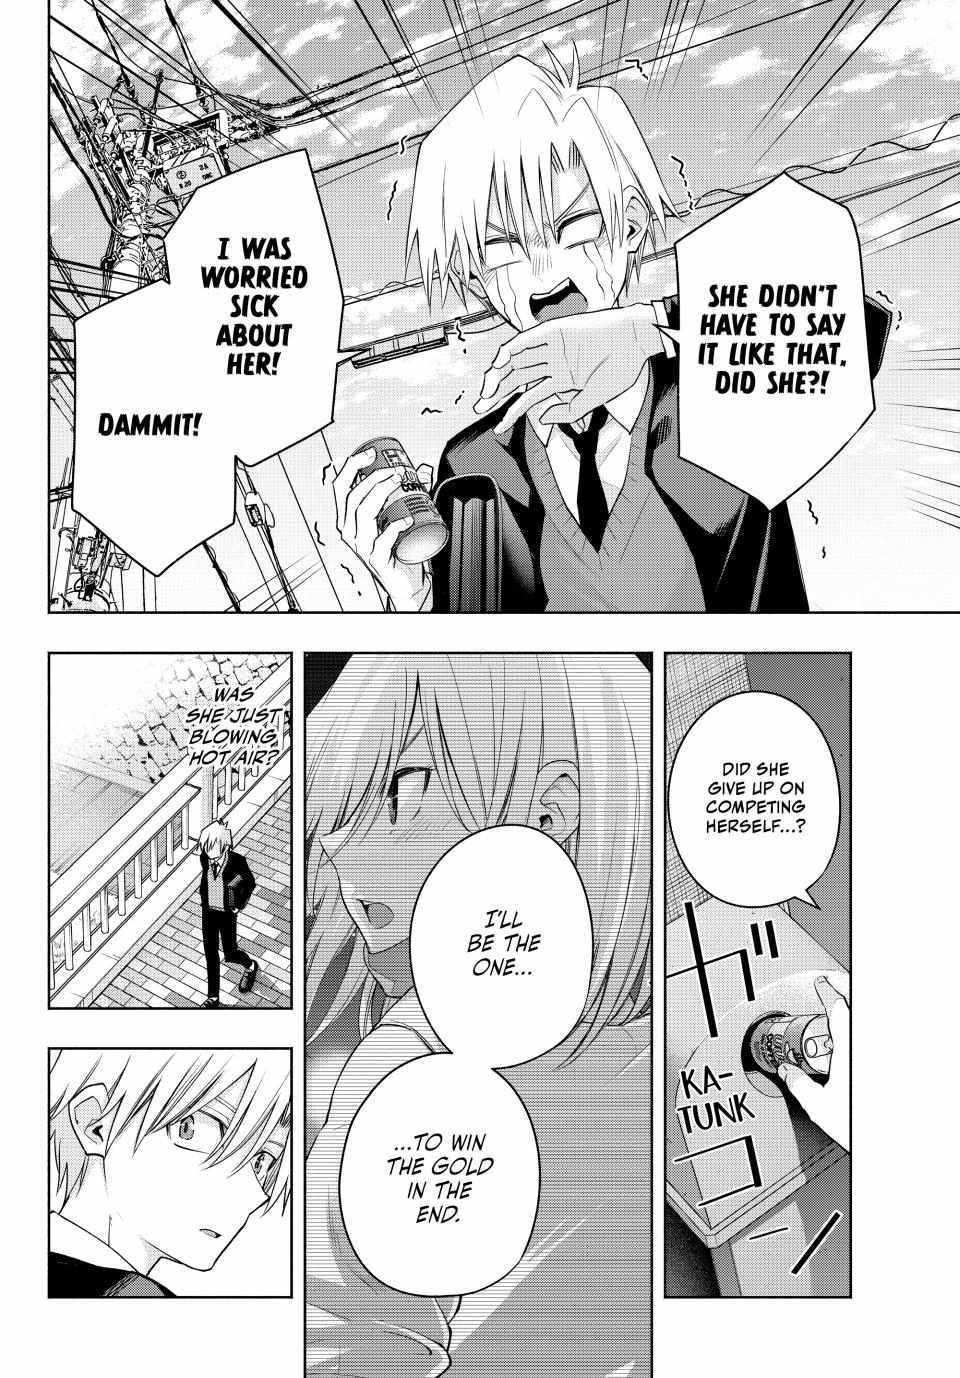 SHE DIDN'T
HAVE TO SAY
IT LIKE THAT,
DID SHE?!
I WAS
WORRIED
SICK
ABOUT
HER!
DAMMIT!
DID SHE
GIVE UP ON
COMPETING
HERSELF...?
ガコ
KA-
TUNK
I'LL
BE THE
ONE...
...TO WIN
THE GOLD
IN THE
END.
WAS
SHE JUST
BLOWING
HOT AIR?